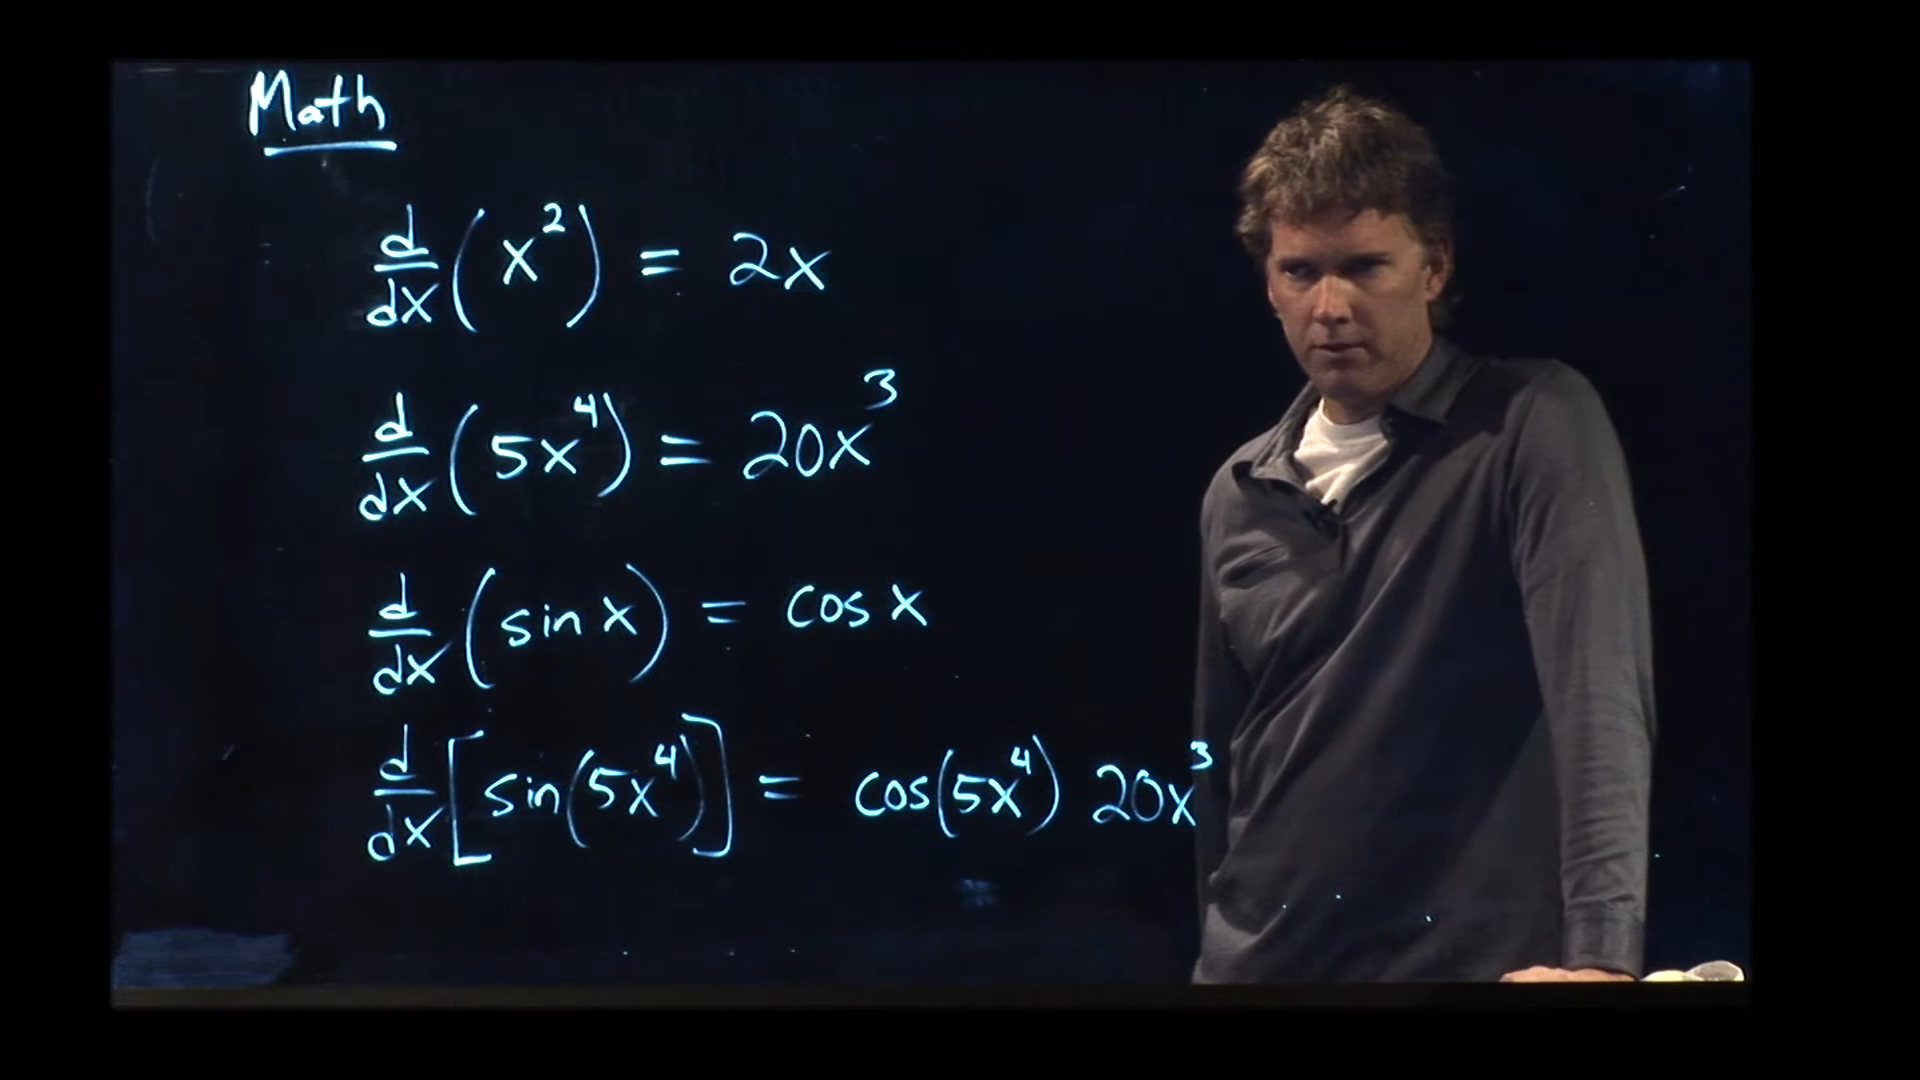 Math
d/dx (x²) = 2x
d/dx (5x⁴) = 20x³
d/dx (sin x) = cos x
d/dx [sin(5x⁴)] = cos(5x⁴) 20x³